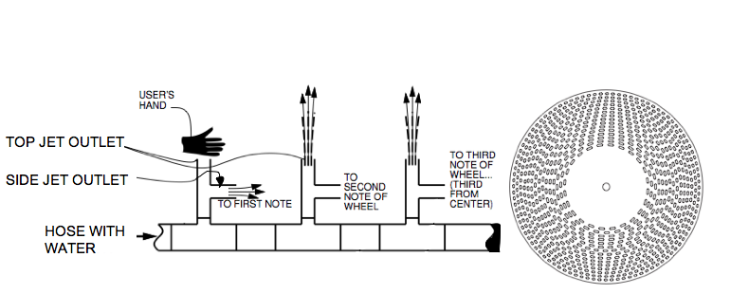 USER'S
HAND
TOP JET OUTLET
SIDE JET OUTLET
TO FIRST NOTE
TO
SECOND
NOTE OF
WHEEL
TO THIRD
NOTE OF
WHEEL...
(THIRD
FROM
CENTER)
HOSE WITH
WATER